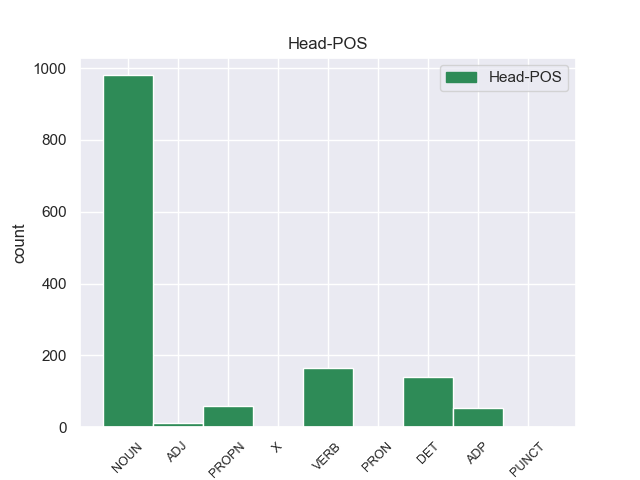 Head-POS
Head-POS
1000
800
600
400
200
0
count
NOUN
ADJ
PROPN
X
VERB
PRON
DET
ADP
PUNCT